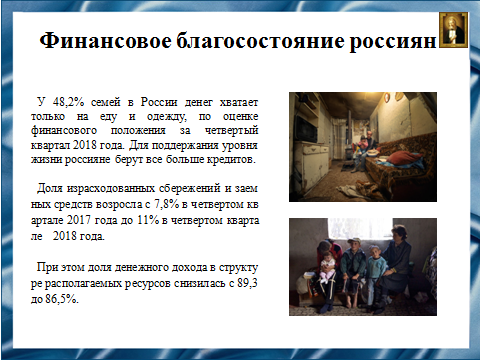 Финансовое благосостояние россиян
У 48,2% семей в России денег хватает
только на еду и одежду, по оценке
финансового положения за четвертый
квартал 2018 года. Для поддержания уровня
жизни россияне берут все больше кредитов.
Доля израсходованных сбережений и заем
ных средств возросла с 7,8% в четвертом кв
артале 2017 года до 11% в четвертом кварта
ле 2018 года.
При этом доля денежного дохода в структу
ре располагаемых ресурсов снизилась с 89,3
до 86,5%.